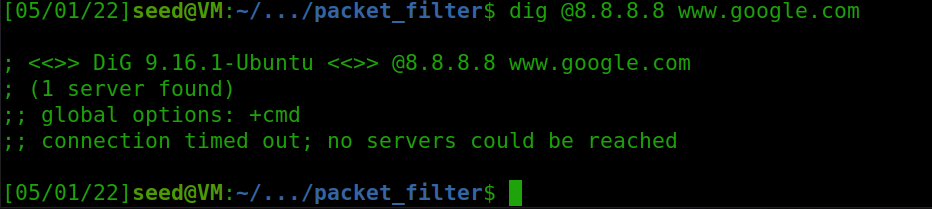 [05/01/22]seed@VM:~/.../packet_filter$ dig @8.8.8.8 www.google.com
; <<>> DiG 9.16.1-Ubuntu <<>> @8.8.8.8 www.google.com
; (1 server found)
;; global options: +cmd
;; connection timed out; no servers could be reached
[05/01/22]seed@VM:~/.../packet_filter$